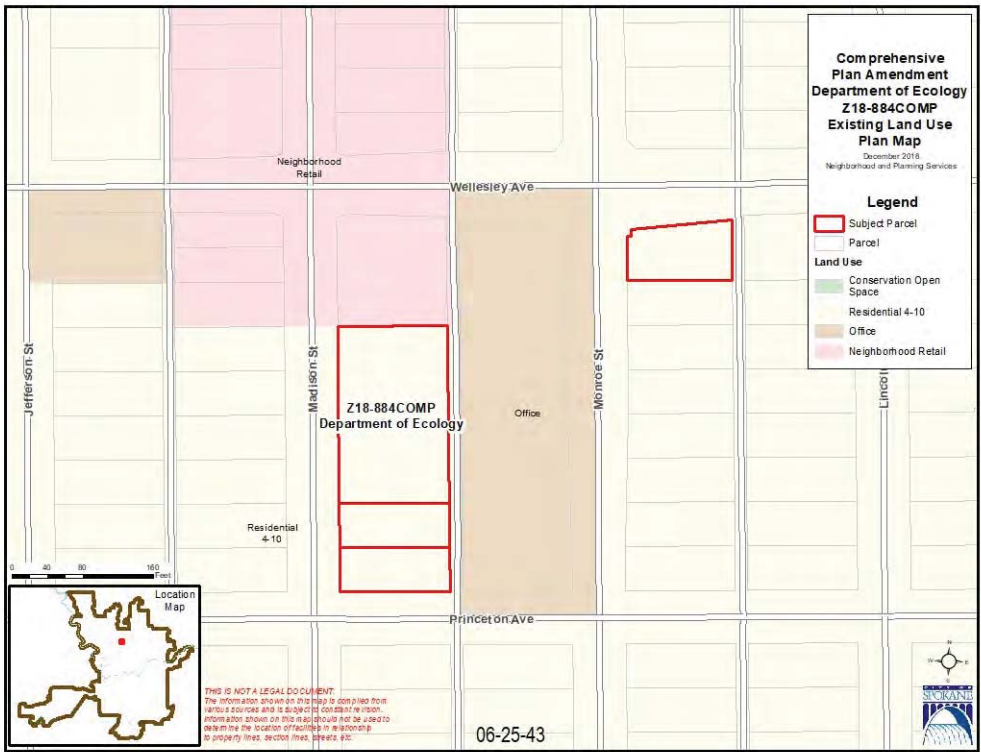 Comprehensive
Plan Amendment
Department of Ecology
Z18-884COMP
Existing Land Use
Plan Map
December 2018
Neighborhood and Planning Services
Legend
Subject Parcel
Parcel
Land Use
Conservation Open
Space
Residential 4-10
Office
Neighborhood Retail
Neighborhood
Retail
Wellesley Ave
Jefferson St
Madison St
Monroe St
Lincol
Z18-884COMP
Department of Ecology
Office
Residential
4-10
0 40 80 160
Feet
Princeton Ave
Location
Map
THIS IS NOT A LEGAL DOCUMENT.
The information shown on this map is compiled from
various sources and is subject to constant revision.
Information shown on this map should not be used to
determine the location of facilities in relationship
to property lines, section lines, streets, etc.
06-25-43
N
W E
S
CITY OF
SPOKANE